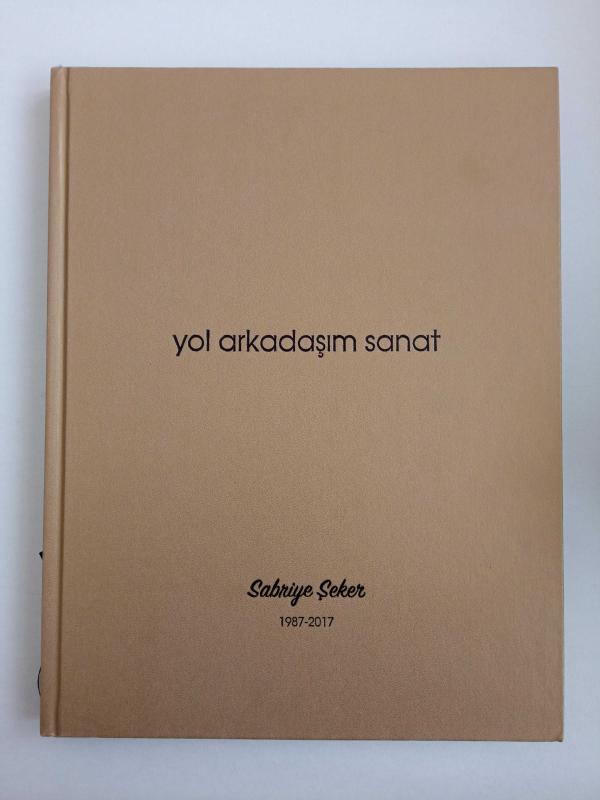 yol arkadaşım sanat
Sabriye Şeker
1987-2017